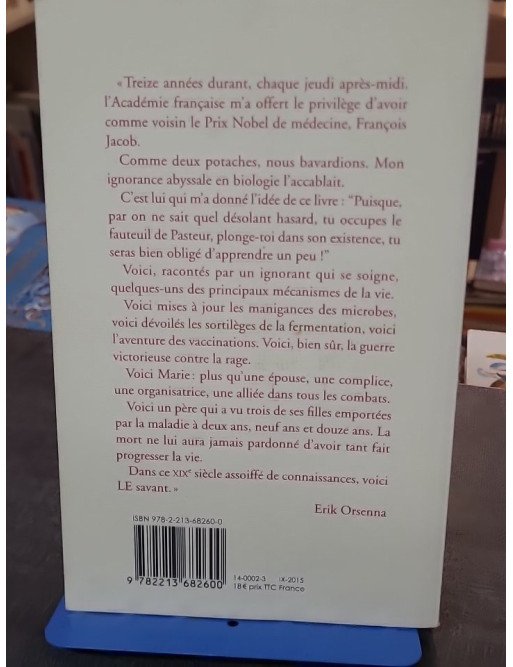 « Treize années durant, chaque jeudi après-midi,
l'Académie française m'a offert le privilège d'avoir
comme voisin le Prix Nobel de médecine, François
Jacob.
Comme deux potaches, nous bavardions. Mon
ignorance abyssale en biologie l'accablait.
C'est lui qui m'a donné l'idée de ce livre : "Puisque,
par on ne sait quel désolant hasard, tu occupes le
fauteuil de Pasteur, plonge-toi dans son existence, tu
seras bien obligé d'apprendre un peu !"
Voici, racontés par un ignorant qui se soigne,
quelques-uns des principaux mécanismes de la vie.
Voici mises à jour les manigances des microbes,
voici dévoilés les sortilèges de la fermentation, voici
l'aventure des vaccinations. Voici, bien sûr, la guerre
victorieuse contre la rage.
Voici Marie : plus qu'une épouse, une complice,
une organisatrice, une alliée dans tous les combats.
Voici un père qui a vu trois de ses filles emportées
par la maladie à deux ans, neuf ans et douze ans. La
mort ne lui aura jamais pardonné d'avoir tant fait
progresser la vie.
Dans ce XIXe siècle assoiffé de connaissances, voici
LE savant. »
Erik Orsenna
ISBN 978-2-213-68260-0
14-0002-3 IX-2015
9 782213 682600 18€ prix TTC France